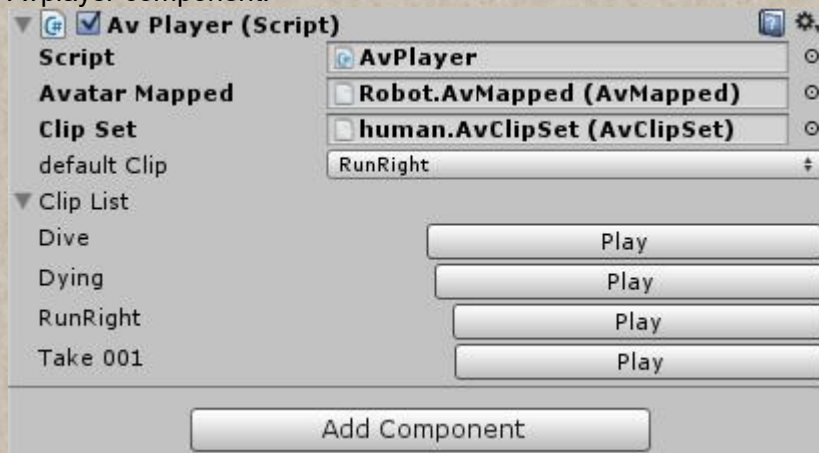 Av Player (Script)
Script AvPlayer
Avatar Mapped Robot.AvMapped (AvMapped)
Clip Set human.AvClipSet (AvClipSet)
default Clip RunRight
Clip List
Dive Play
Dying Play
RunRight Play
Take 001 Play
Add Component